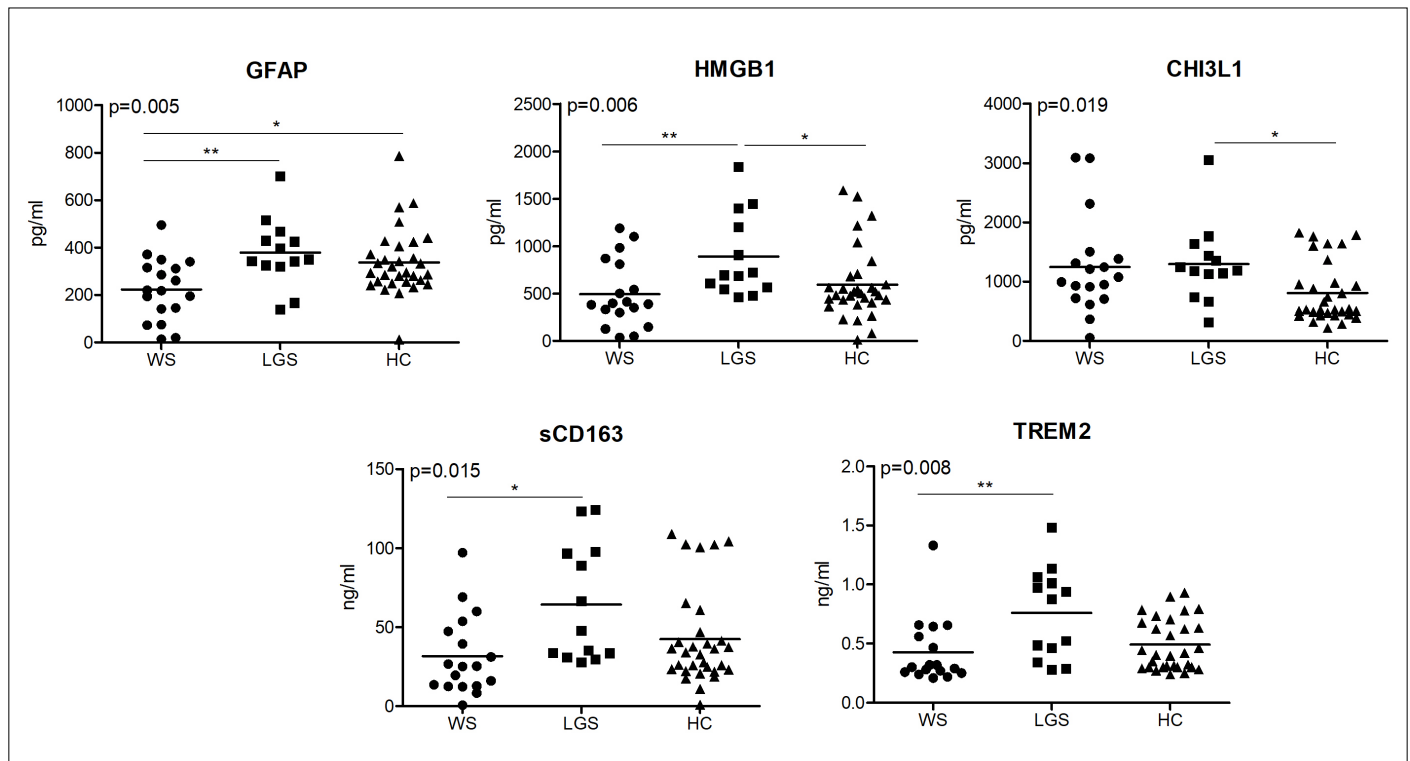 GFAP
p=0.005
1000
800
600
400
200
0
pg/ml
*
**
WS LGS HC
HMGB1
p=0.006
2500
2000
1500
1000
500
0
pg/ml
**
*
WS LGS HC
CHI3L1
p=0.019
4000
3000
2000
1000
0
pg/ml
*
WS LGS HC
sCD163
p=0.015
150
100
50
0
ng/ml
*
WS LGS HC
TREM2
p=0.008
2.0
1.5
1.0
0.5
0.0
ng/ml
**
WS LGS HC